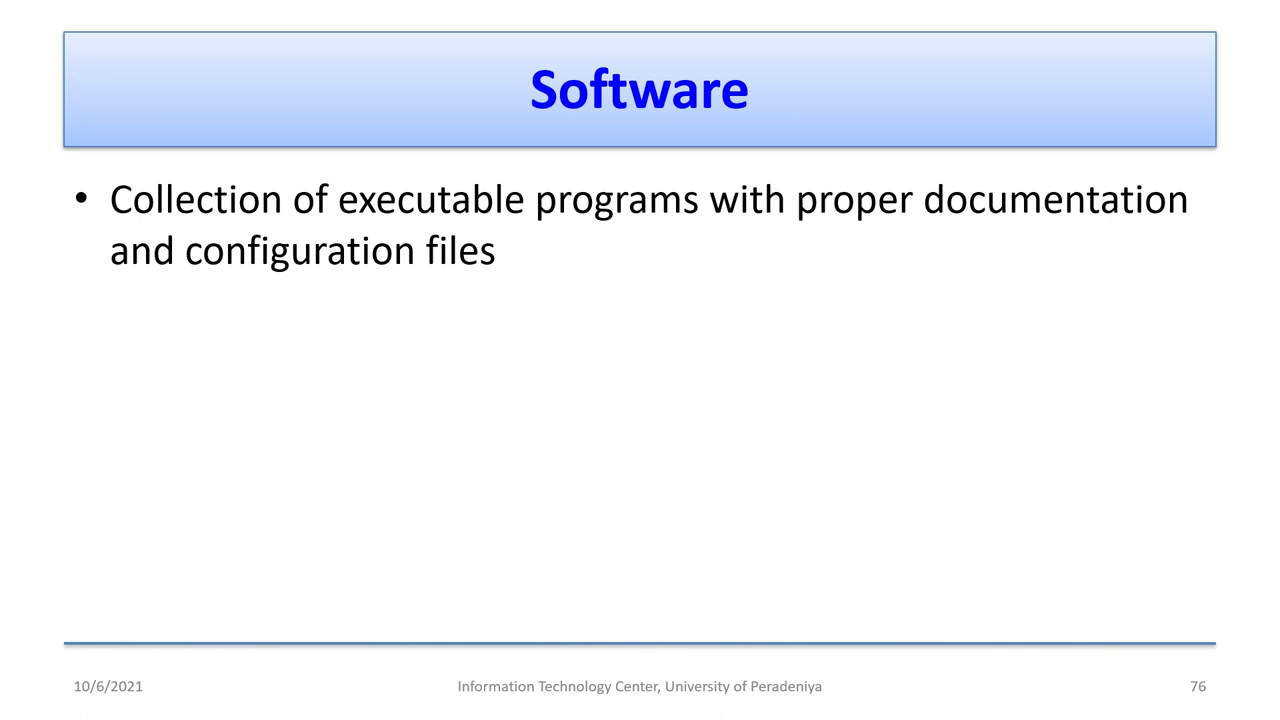 Software
• Collection of executable programs with proper documentation
and configuration files
10/6/2021
Information Technology Center, University of Peradeniya
76